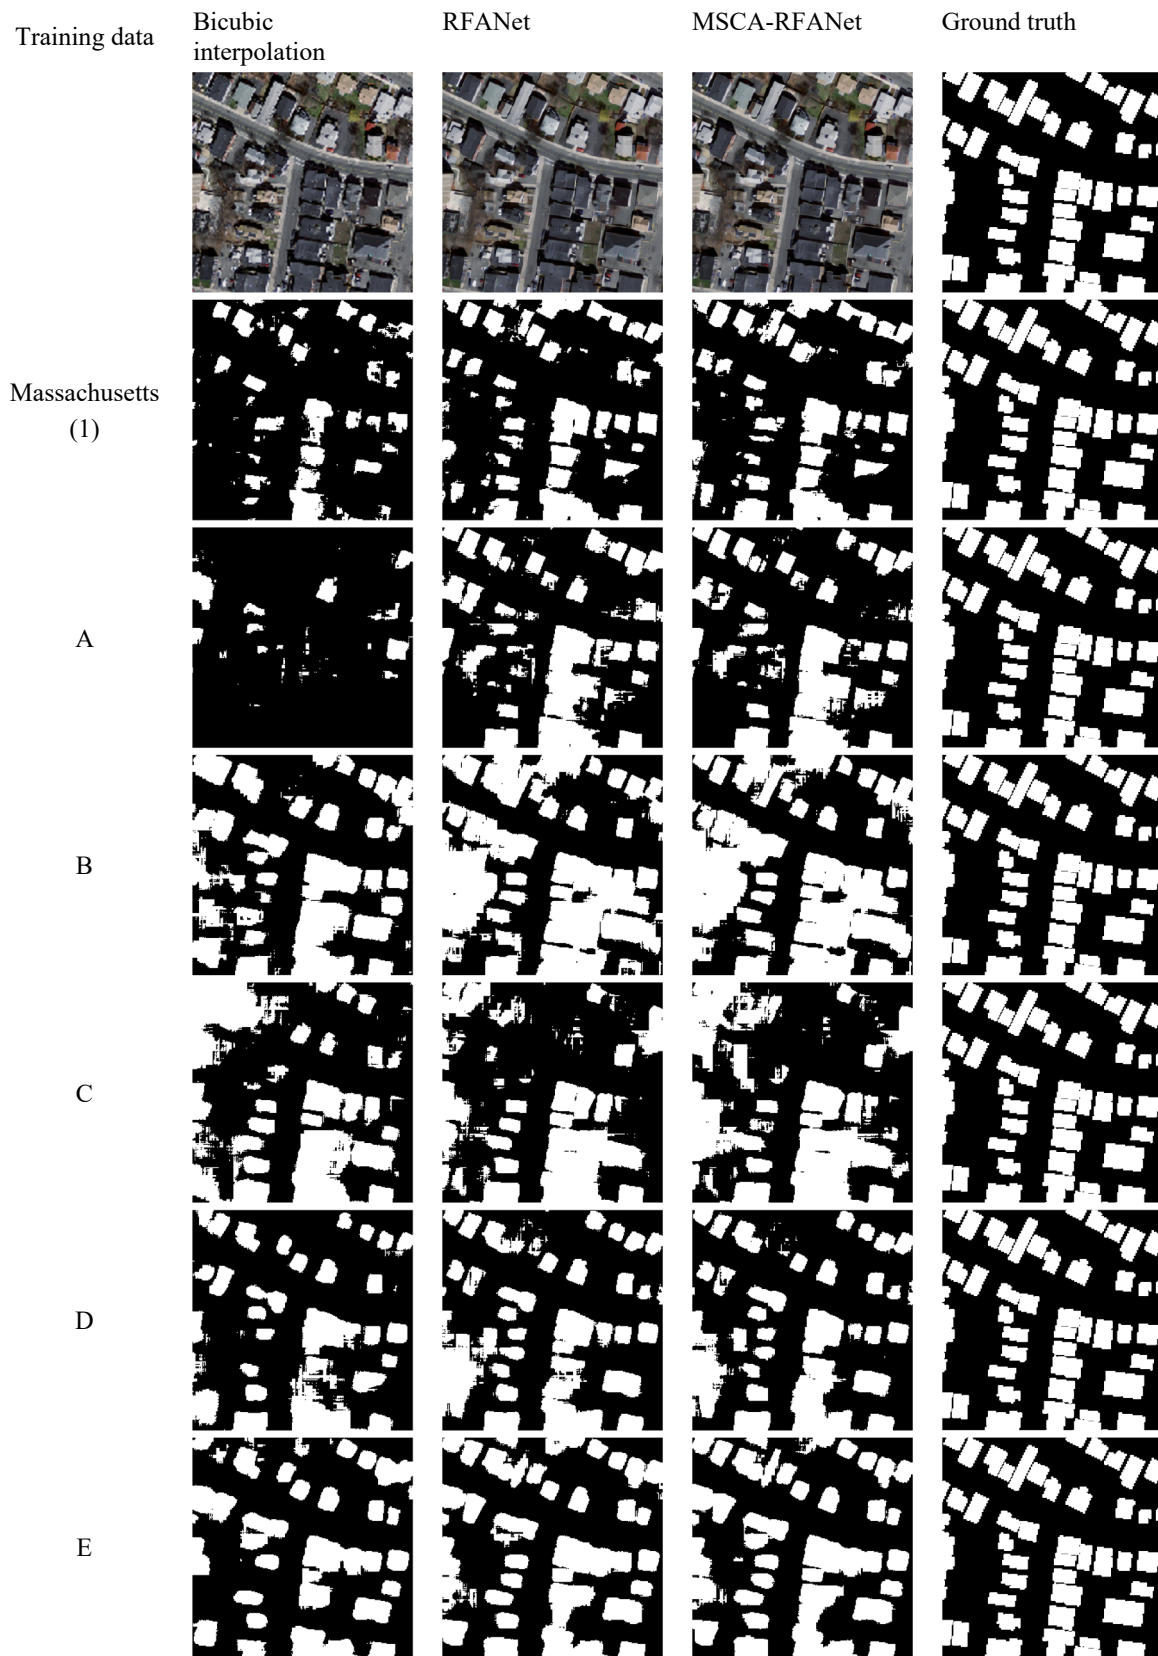 Training data
Bicubic
interpolation
RFANet
MSCA-RFANet
Ground truth
Massachusetts
(1)
A
B
C
D
E